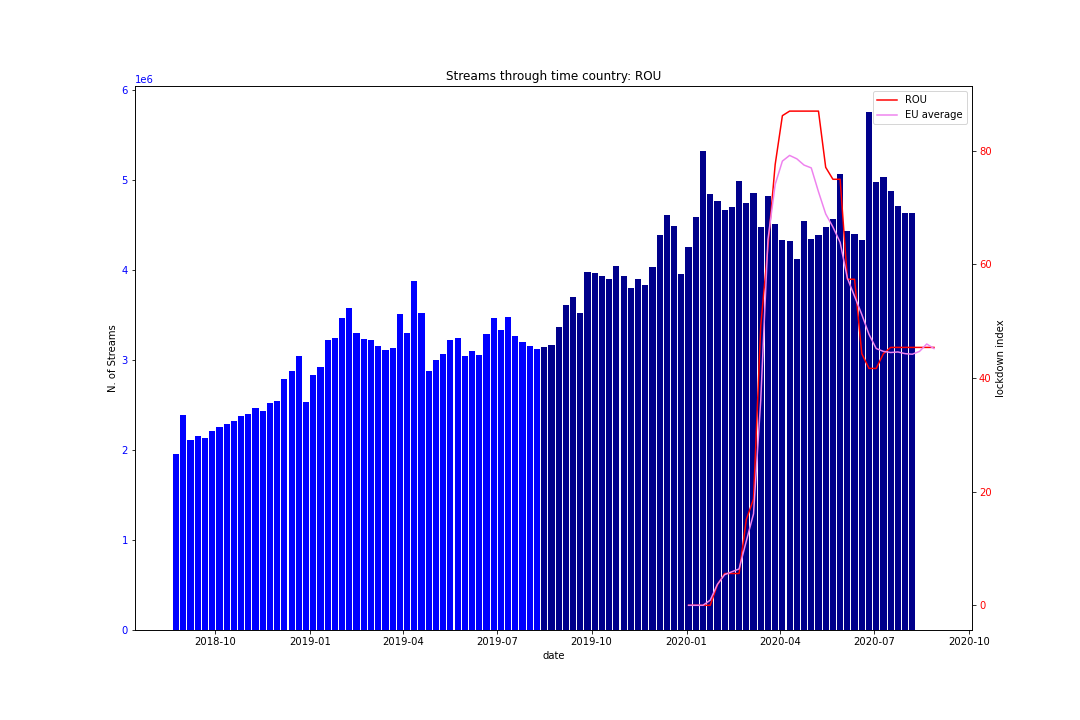 Streams through time country: ROU
1e6
6
5
4
3
2
1
0
N. of Streams
ROU
EU average
80
60
40
20
0
lockdown index
2018-10 2019-01 2019-04 2019-07 2019-10 2020-01 2020-04 2020-07 2020-10
date